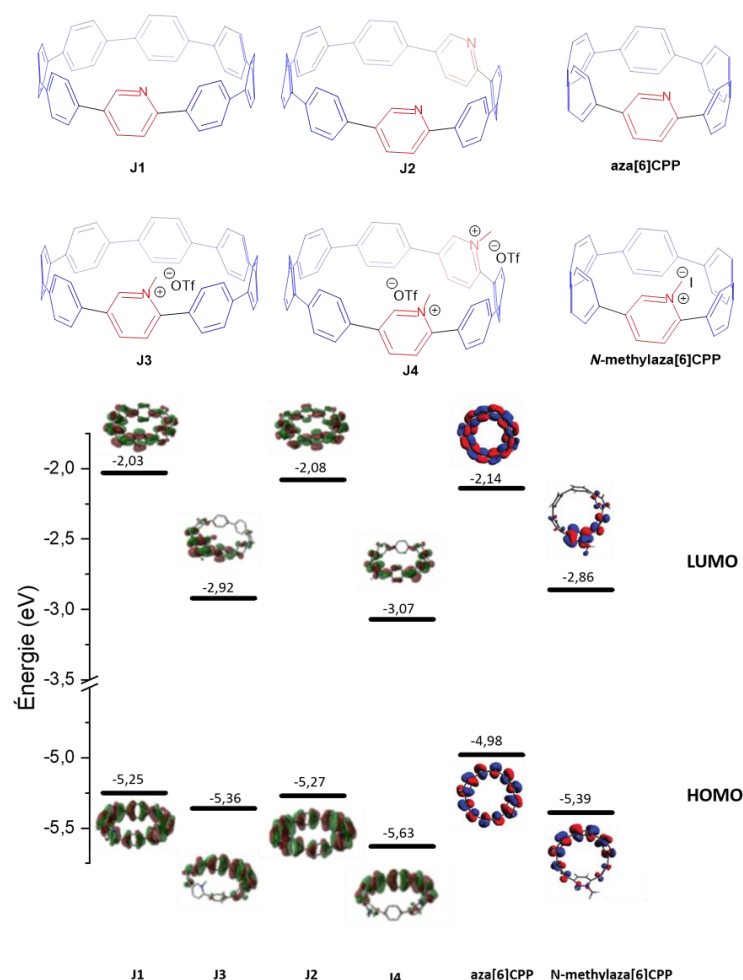 N
N
N
J1
J2
aza[6]CPP
N
⊕
⊖
OTf
N
⊕
⊖
OTf
⊖
OTf
N
⊕
⊖
I
N
⊕
J3
J4
N-methylaza[6]CPP
Énergie (eV)
-2,0
-2,5
-3,0
-3,5
-5,0
-5,5
-2,03
-2,08
-2,14
-2,92
-3,07
-2,86
LUMO
-5,25
-5,36
-5,27
-5,63
-4,98
-5,39
HOMO
J1
J3
J2
J4
aza[6]CPP
N-methylaza[6]CPP